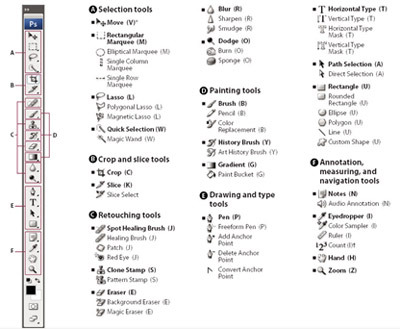 Ps
A
B
C
D
E
F
A Selection tools
Move (V)*
Rectangular
Marquee (M)
Elliptical Marquee (M)
Single Column
Marquee
Single Row
Marquee
Lasso (L)
Polygonal Lasso (L)
Magnetic Lasso (L)
Quick Selection (W)
Magic Wand (W)
B Crop and slice tools
Crop (C)
Slice (K)
Slice Select
C Retouching tools
Spot Healing Brush (J)
Healing Brush (J)
Patch (J)
Red Eye (J)
Clone Stamp (S)
Pattern Stamp (S)
Eraser (E)
Background Eraser (E)
Magic Eraser (E)
Blur (R)
Sharpen (R)
Smudge (R)
Dodge (O)
Burn (O)
Sponge (O)
D Painting tools
Brush (B)
Pencil (B)
Color
Replacement (B)
History Brush (Y)
Art History Brush (Y)
Gradient (G)
Paint Bucket (G)
E Drawing and type
tools
Pen (P)
Freeform Pen (P)
Add Anchor
Point
Delete Anchor
Point
Convert Anchor
Point
Horizontal Type (T)
Vertical Type (T)
Horizontal Type
Mask (T)
Vertical Type
Mask (T)
Path Selection (A)
Direct Selection (A)
Rectangle (U)
Rounded
Rectangle (U)
Ellipse (U)
Polygon (U)
Line (U)
Custom Shape (U)
F Annotation,
measuring, and
navigation tools
Notes (N)
Audio Annotation (N)
Eyedropper (I)
Color Sampler (I)
Ruler (I)
Count (I)†
Hand (H)
Zoom (Z)